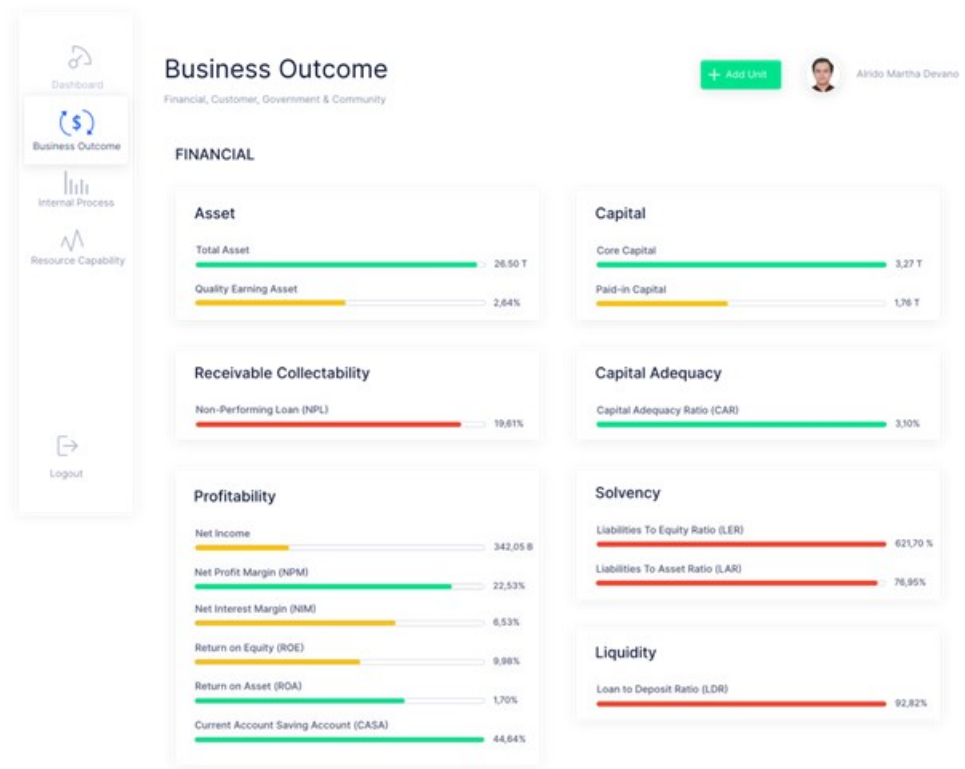 Dashboard
Business Outcome
Internal Process
Resource Capability
Logout
Business Outcome
Financial, Customer, Government & Community
+ Add Unit
Alrido Martha Devano
FINANCIAL
Asset
Total Asset
26.50 T
Quality Earning Asset
2,64%
Capital
Core Capital
3,27 T
Paid-in Capital
1,76 T
Receivable Collectability
Non-Performing Loan (NPL)
19,61%
Capital Adequacy
Capital Adequacy Ratio (CAR)
3,10%
Profitability
Net Income
342,05 B
Net Profit Margin (NPM)
22,53%
Net Interest Margin (NIM)
6,53%
Return on Equity (ROE)
9,98%
Return on Asset (ROA)
1,70%
Current Account Saving Account (CASA)
44,64%
Solvency
Liabilities To Equity Ratio (LER)
621,70 %
Liabilities To Asset Ratio (LAR)
76,95%
Liquidity
Loan to Deposit Ratio (LDR)
92,82%